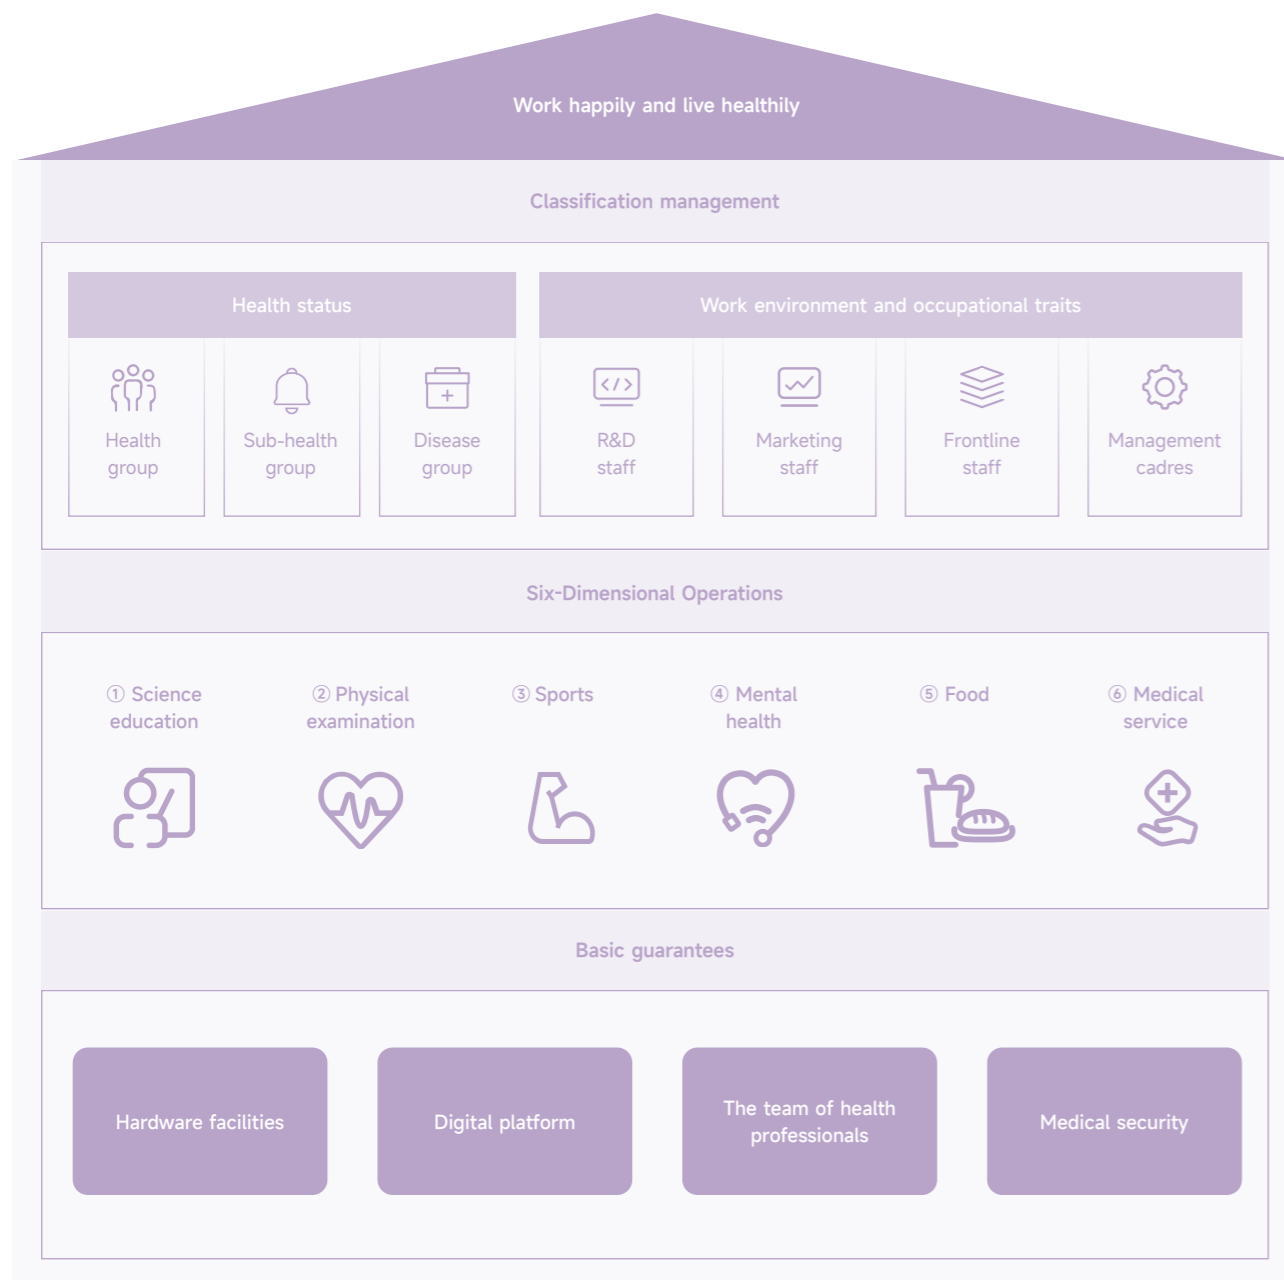 Work happily and live healthily
Classification management
Health status
Work environment and occupational traits
Health
group
Sub-health
group
Disease
group
R&D
staff
Marketing
staff
Frontline
staff
Management
cadres
Six-Dimensional Operations
① Science
education
② Physical
examination
③ Sports
④ Mental
health
⑤ Food
⑥ Medical
service
Basic guarantees
Hardware facilities
Digital platform
The team of health
professionals
Medical security